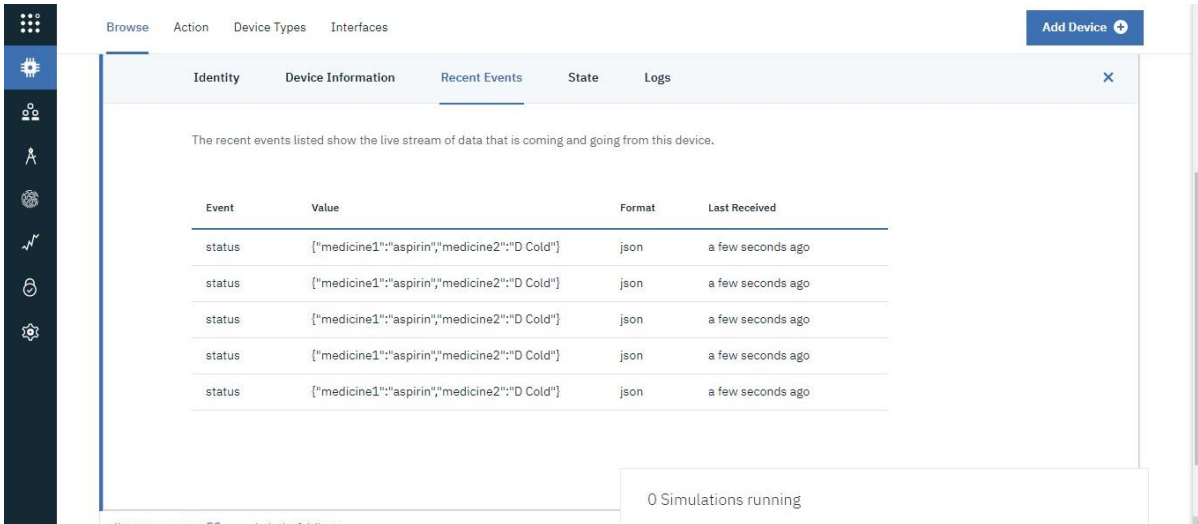 Browse Action Device Types Interfaces Add Device
Identity Device Information Recent Events State Logs
The recent events listed show the live stream of data that is coming and going from this device.
Event Value Format Last Received
status {"medicine1":"aspirin","medicine2":"D Cold"} json a few seconds ago
status {"medicine1":"aspirin","medicine2":"D Cold"} json a few seconds ago
status {"medicine1":"aspirin","medicine2":"D Cold"} json a few seconds ago
status {"medicine1":"aspirin","medicine2":"D Cold"} json a few seconds ago
status {"medicine1":"aspirin","medicine2":"D Cold"} json a few seconds ago
0 Simulations running